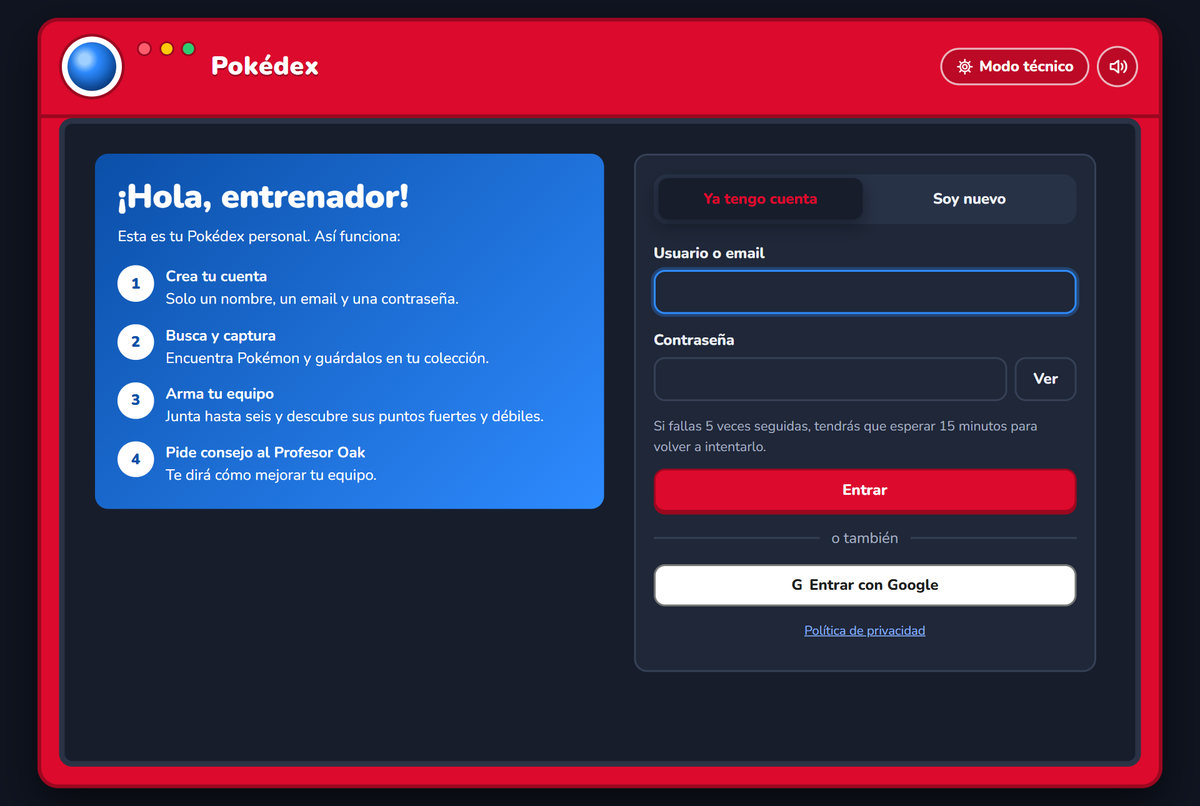 Pokédex
Modo técnico
¡Hola, entrenador!
Esta es tu Pokédex personal. Así funciona:
1
Crea tu cuenta
Solo un nombre, un email y una contraseña.
2
Busca y captura
Encuentra Pokémon y guárdalos en tu colección.
3
Arma tu equipo
Junta hasta seis y descubre sus puntos fuertes y débiles.
4
Pide consejo al Profesor Oak
Te dirá cómo mejorar tu equipo.
Ya tengo cuenta
Soy nuevo
Usuario o email
Contraseña
Ver
Si fallas 5 veces seguidas, tendrás que esperar 15 minutos para
volver a intentarlo.
Entrar
o también
G Entrar con Google
Política de privacidad